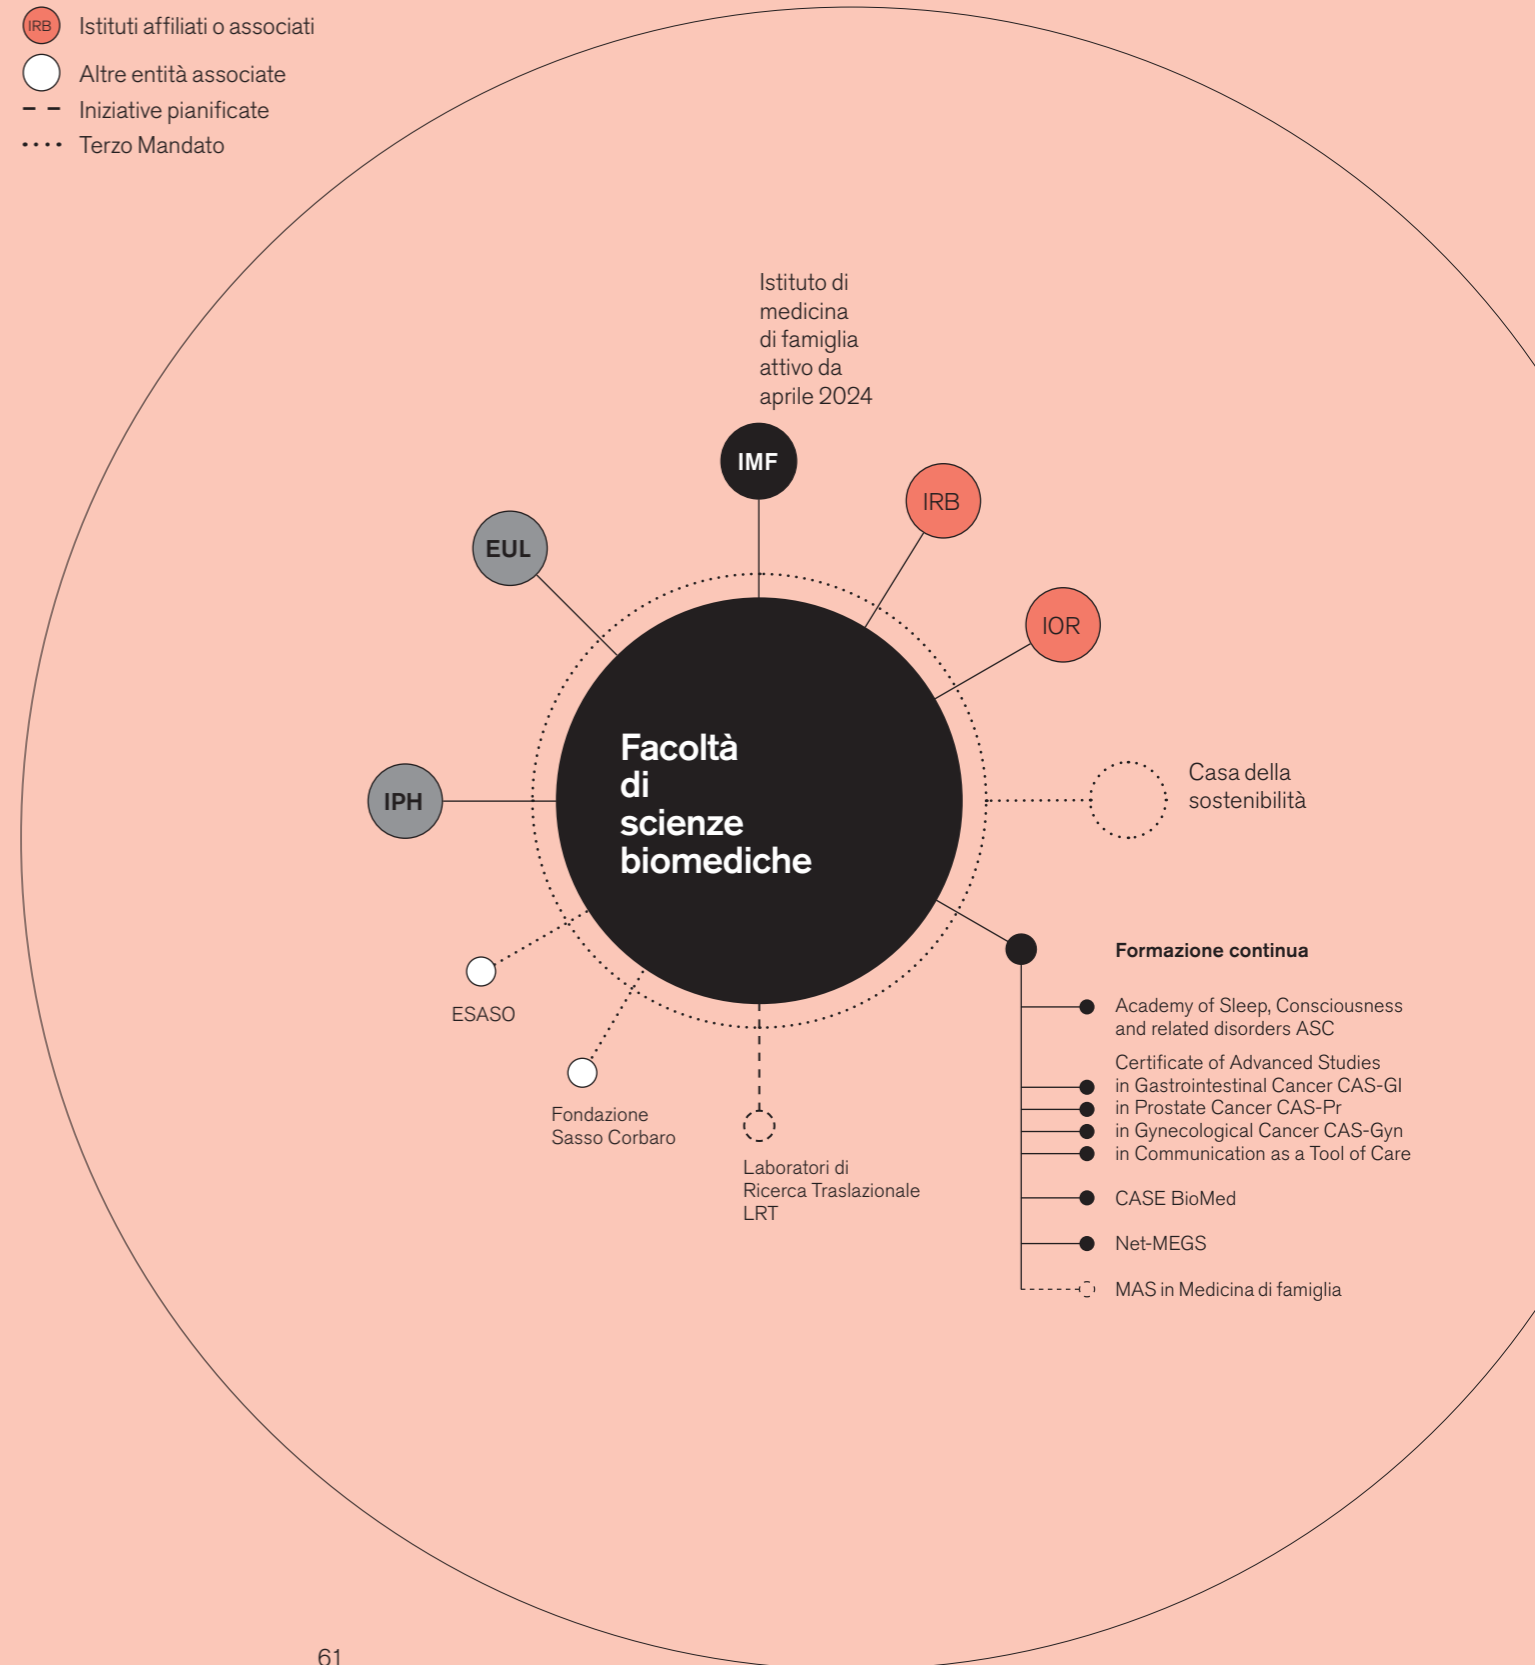 IRB
Istituti affiliati o associati
Altre entità associate
Iniziative pianificate
Terzo Mandato
Istituto di
medicina
di famiglia
attivo da
aprile 2024
IMF
IRB
EUL
IOR
Facoltà
di
scienze
biomediche
IPH
Casa della
sostenibilità
Formazione continua
Academy of Sleep, Consciousness
and related disorders ASC
Certificate of Advanced Studies
in Gastrointestinal Cancer CAS-GI
in Prostate Cancer CAS-Pr
in Gynecological Cancer CAS-Gyn
in Communication as a Tool of Care
CASE BioMed
Net-MEGS
MAS in Medicina di famiglia
ESASO
Fondazione
Sasso Corbaro
Laboratori di
Ricerca Traslazionale
LRT
61